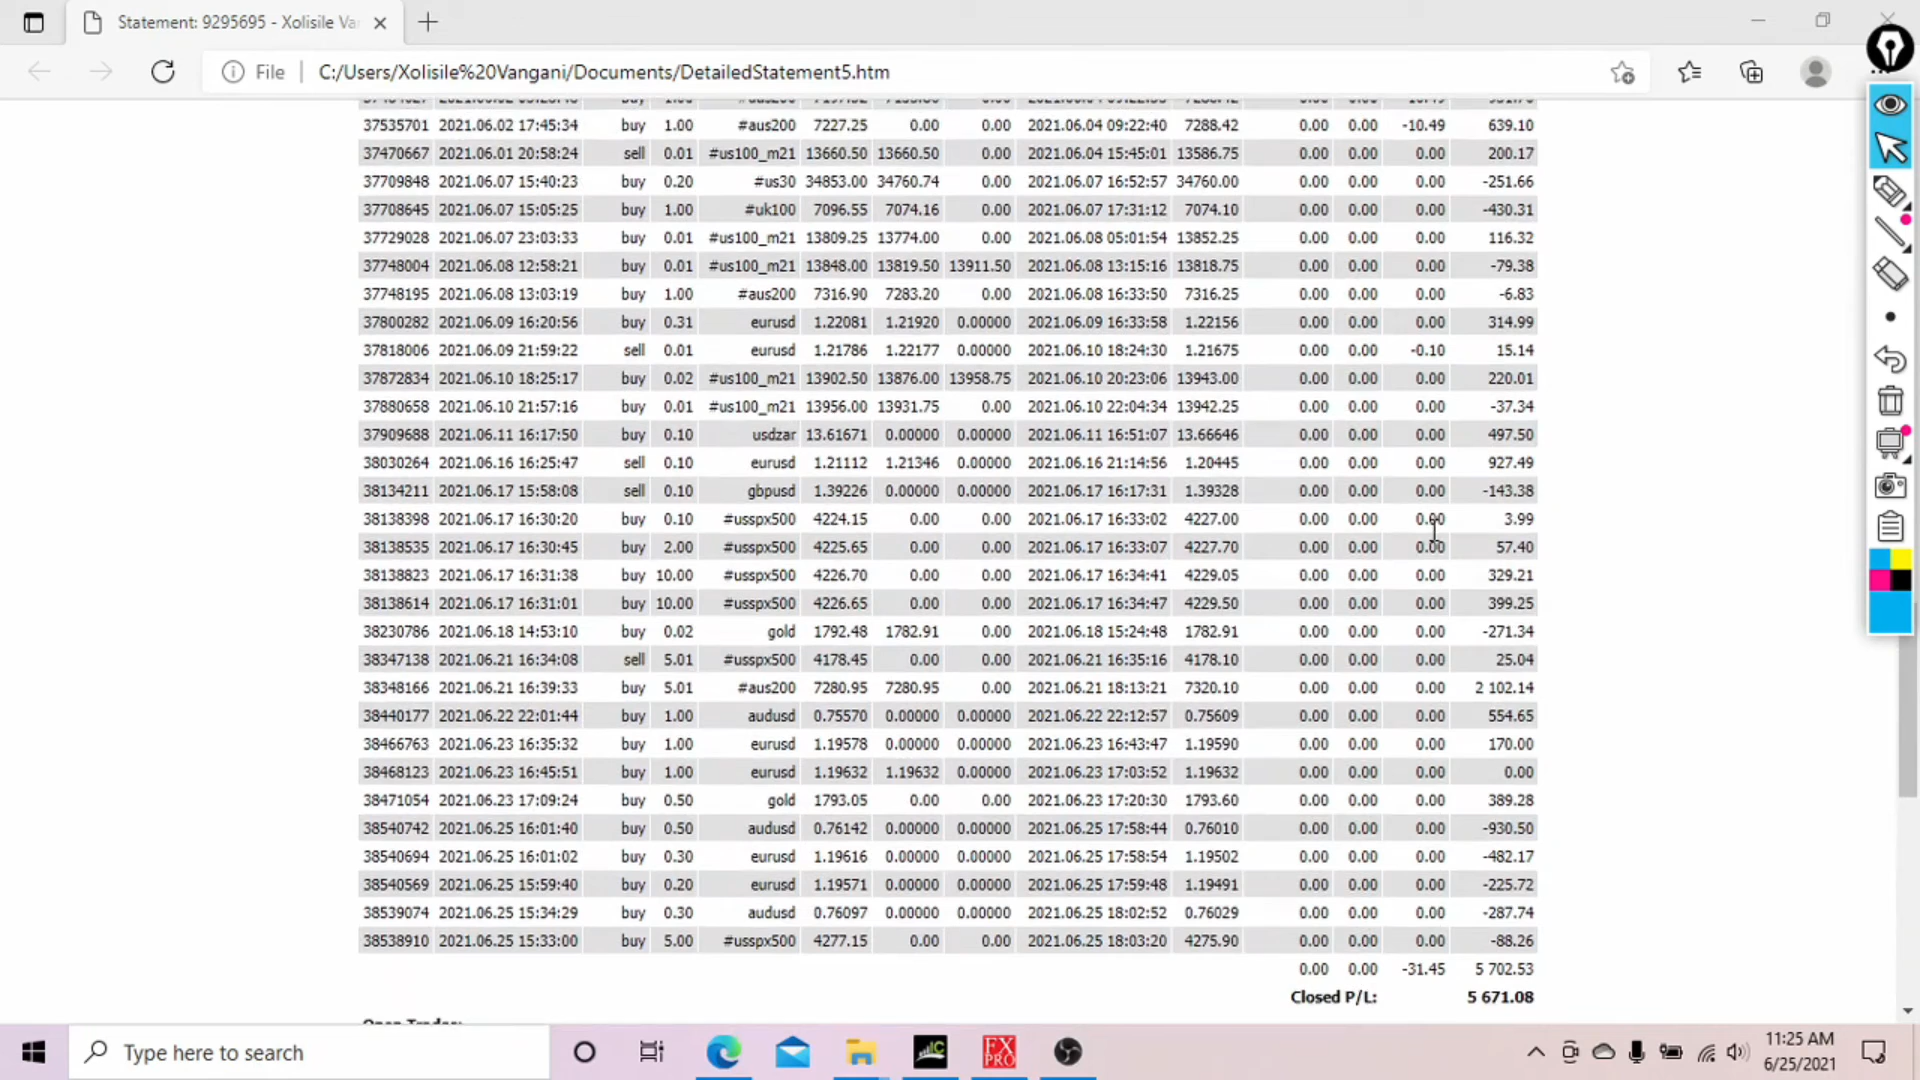 Statement: 9295695 - Xolisile Va
File C:/Users/Xolisile%20Vangani/Documents/DetailedStatement5.htm
37535701 2021.06.02 17:45:34 buy 1.00 #aus200 7227.25 0.00 0.00 2021.06.04 09:22:40 7288.42 0.00 0.00 -10.49 639.10
37470667 2021.06.01 20:58:24 sell 0.01 #us100_m21 13660.50 13660.50 0.00 2021.06.04 15:45:01 13586.75 0.00 0.00 0.00 200.17
37709848 2021.06.07 15:40:23 buy 0.20 #us30 34853.00 34760.74 0.00 2021.06.07 16:52:57 34760.00 0.00 0.00 0.00 -251.66
37708645 2021.06.07 15:05:25 buy 1.00 #uk100 7096.55 7074.16 0.00 2021.06.07 17:31:12 7074.10 0.00 0.00 0.00 -430.31
37729028 2021.06.07 23:03:33 buy 0.01 #us100_m21 13809.25 13774.00 0.00 2021.06.08 05:01:54 13852.25 0.00 0.00 0.00 116.32
37748004 2021.06.08 12:58:21 buy 0.01 #us100_m21 13848.00 13819.50 13911.50 2021.06.08 13:15:16 13818.75 0.00 0.00 0.00 -79.38
37748195 2021.06.08 13:03:19 buy 1.00 #aus200 7316.90 7283.20 0.00 2021.06.08 16:33:50 7316.25 0.00 0.00 0.00 -6.83
37800282 2021.06.09 16:20:56 buy 0.31 eurusd 1.22081 1.21920 0.00000 2021.06.09 16:33:58 1.22156 0.00 0.00 0.00 314.99
37818006 2021.06.09 21:59:22 sell 0.01 eurusd 1.21786 1.22177 0.00000 2021.06.10 18:24:30 1.21675 0.00 0.00 -0.10 15.14
37872834 2021.06.10 18:25:17 buy 0.02 #us100_m21 13902.50 13876.00 13958.75 2021.06.10 20:23:06 13943.00 0.00 0.00 0.00 220.01
37880658 2021.06.10 21:57:16 buy 0.01 #us100_m21 13956.00 13931.75 0.00 2021.06.10 22:04:34 13942.25 0.00 0.00 0.00 -37.34
37909688 2021.06.11 16:17:50 buy 0.10 usdzar 13.61671 0.00000 0.00000 2021.06.11 16:51:07 13.66646 0.00 0.00 0.00 497.50
38030264 2021.06.16 16:25:47 sell 0.10 eurusd 1.21112 1.21346 0.00000 2021.06.16 21:14:56 1.20445 0.00 0.00 0.00 927.49
38134211 2021.06.17 15:58:08 sell 0.10 gbpusd 1.39226 0.00000 0.00000 2021.06.17 16:17:31 1.39328 0.00 0.00 0.00 -143.38
38138398 2021.06.17 16:30:20 buy 0.10 #usspx500 4224.15 0.00 0.00 2021.06.17 16:33:02 4227.00 0.00 0.00 0.00 3.99
38138535 2021.06.17 16:30:45 buy 2.00 #usspx500 4225.65 0.00 0.00 2021.06.17 16:33:07 4227.70 0.00 0.00 0.00 57.40
38138823 2021.06.17 16:31:38 buy 10.00 #usspx500 4226.70 0.00 0.00 2021.06.17 16:34:41 4229.05 0.00 0.00 0.00 329.21
38138614 2021.06.17 16:31:01 buy 10.00 #usspx500 4226.65 0.00 0.00 2021.06.17 16:34:47 4229.50 0.00 0.00 0.00 399.25
38230786 2021.06.18 14:53:10 buy 0.02 gold 1792.48 1782.91 0.00 2021.06.18 15:24:48 1782.91 0.00 0.00 0.00 -271.34
38347138 2021.06.21 16:34:08 sell 5.01 #usspx500 4178.45 0.00 0.00 2021.06.21 16:35:16 4178.10 0.00 0.00 0.00 25.04
38348166 2021.06.21 16:39:33 buy 5.01 #aus200 7280.95 7280.95 0.00 2021.06.21 18:13:21 7320.10 0.00 0.00 0.00 2 102.14
38440177 2021.06.22 22:01:44 buy 1.00 audusd 0.75570 0.00000 0.00000 2021.06.22 22:12:57 0.75609 0.00 0.00 0.00 554.65
38466763 2021.06.23 16:35:32 buy 1.00 eurusd 1.19578 0.00000 0.00000 2021.06.23 16:43:47 1.19590 0.00 0.00 0.00 170.00
38468123 2021.06.23 16:45:51 buy 1.00 eurusd 1.19632 1.19632 0.00000 2021.06.23 17:03:52 1.19632 0.00 0.00 0.00 0.00
38471054 2021.06.23 17:09:24 buy 0.50 gold 1793.05 0.00 0.00 2021.06.23 17:20:30 1793.60 0.00 0.00 0.00 389.28
38540742 2021.06.25 16:01:40 buy 0.50 audusd 0.76142 0.00000 0.00000 2021.06.25 17:58:44 0.76010 0.00 0.00 0.00 -930.50
38540694 2021.06.25 16:01:02 buy 0.30 eurusd 1.19616 0.00000 0.00000 2021.06.25 17:58:54 1.19502 0.00 0.00 0.00 -482.17
38540569 2021.06.25 15:59:40 buy 0.20 eurusd 1.19571 0.00000 0.00000 2021.06.25 17:59:48 1.19491 0.00 0.00 0.00 -225.72
38539074 2021.06.25 15:34:29 buy 0.30 audusd 0.76097 0.00000 0.00000 2021.06.25 18:02:52 0.76029 0.00 0.00 0.00 -287.74
38538910 2021.06.25 15:33:00 buy 5.00 #usspx500 4277.15 0.00 0.00 2021.06.25 18:03:20 4275.90 0.00 0.00 0.00 -88.26
0.00 0.00 -31.45 5 702.53
Closed P/L: 5 671.08
Type here to search
FX PRO
11:25 AM
6/25/2021